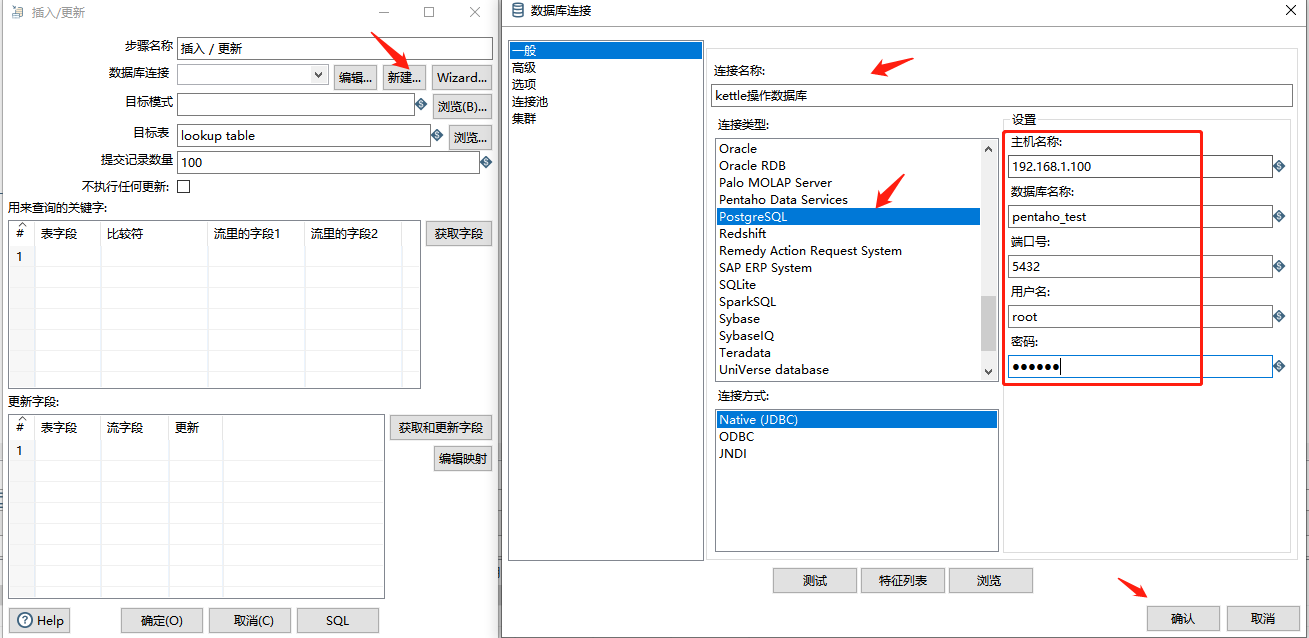 插入/更新
步骤名称 插入 / 更新
数据库连接 编辑... 新建... Wizard...
目标模式 浏览(B)...
目标表 lookup table 浏览...
提交记录数量 100
不执行任何更新:
用来查询的关键字:
# 表字段 比较符 流里的字段1 流里的字段2 获取字段
1
更新字段:
# 表字段 流字段 更新 获取和更新字段
1
编辑映射
Help 确定(O) 取消(C) SQL
数据库连接
一般
高级
选项
连接池
集群
连接名称:
kettle操作数据库
连接类型:
Oracle
Oracle RDB
Palo MOLAP Server
Pentaho Data Services
PostgreSQL
Redshift
Remedy Action Request System
SAP ERP System
SQLite
SparkSQL
Sybase
SybaseIQ
Teradata
UniVerse database
连接方式:
Native (JDBC)
ODBC
JNDI
设置
主机名称:
192.168.1.100
数据库名称:
pentaho_test
端口号:
5432
用户名:
root
密码:
●●●●●●
测试 特征列表 浏览
确认 取消